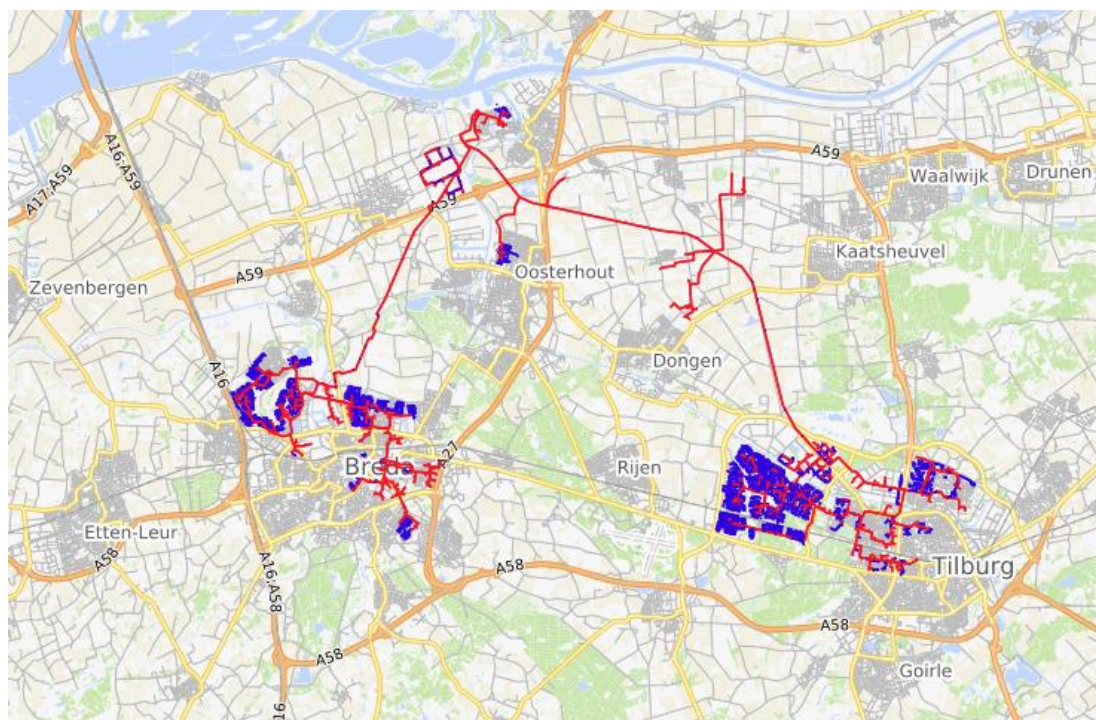 A16;A59
A17;A59
A59
Waalwijk
Drunen
A59
Kaatsheuvel
A59
Oosterhout
Zevenbergen
Dongen
A16
A27
Breda
Rijen
Etten-Leur
A58
A16;A58
A58
Tilburg
A58
A58
Goirle
16